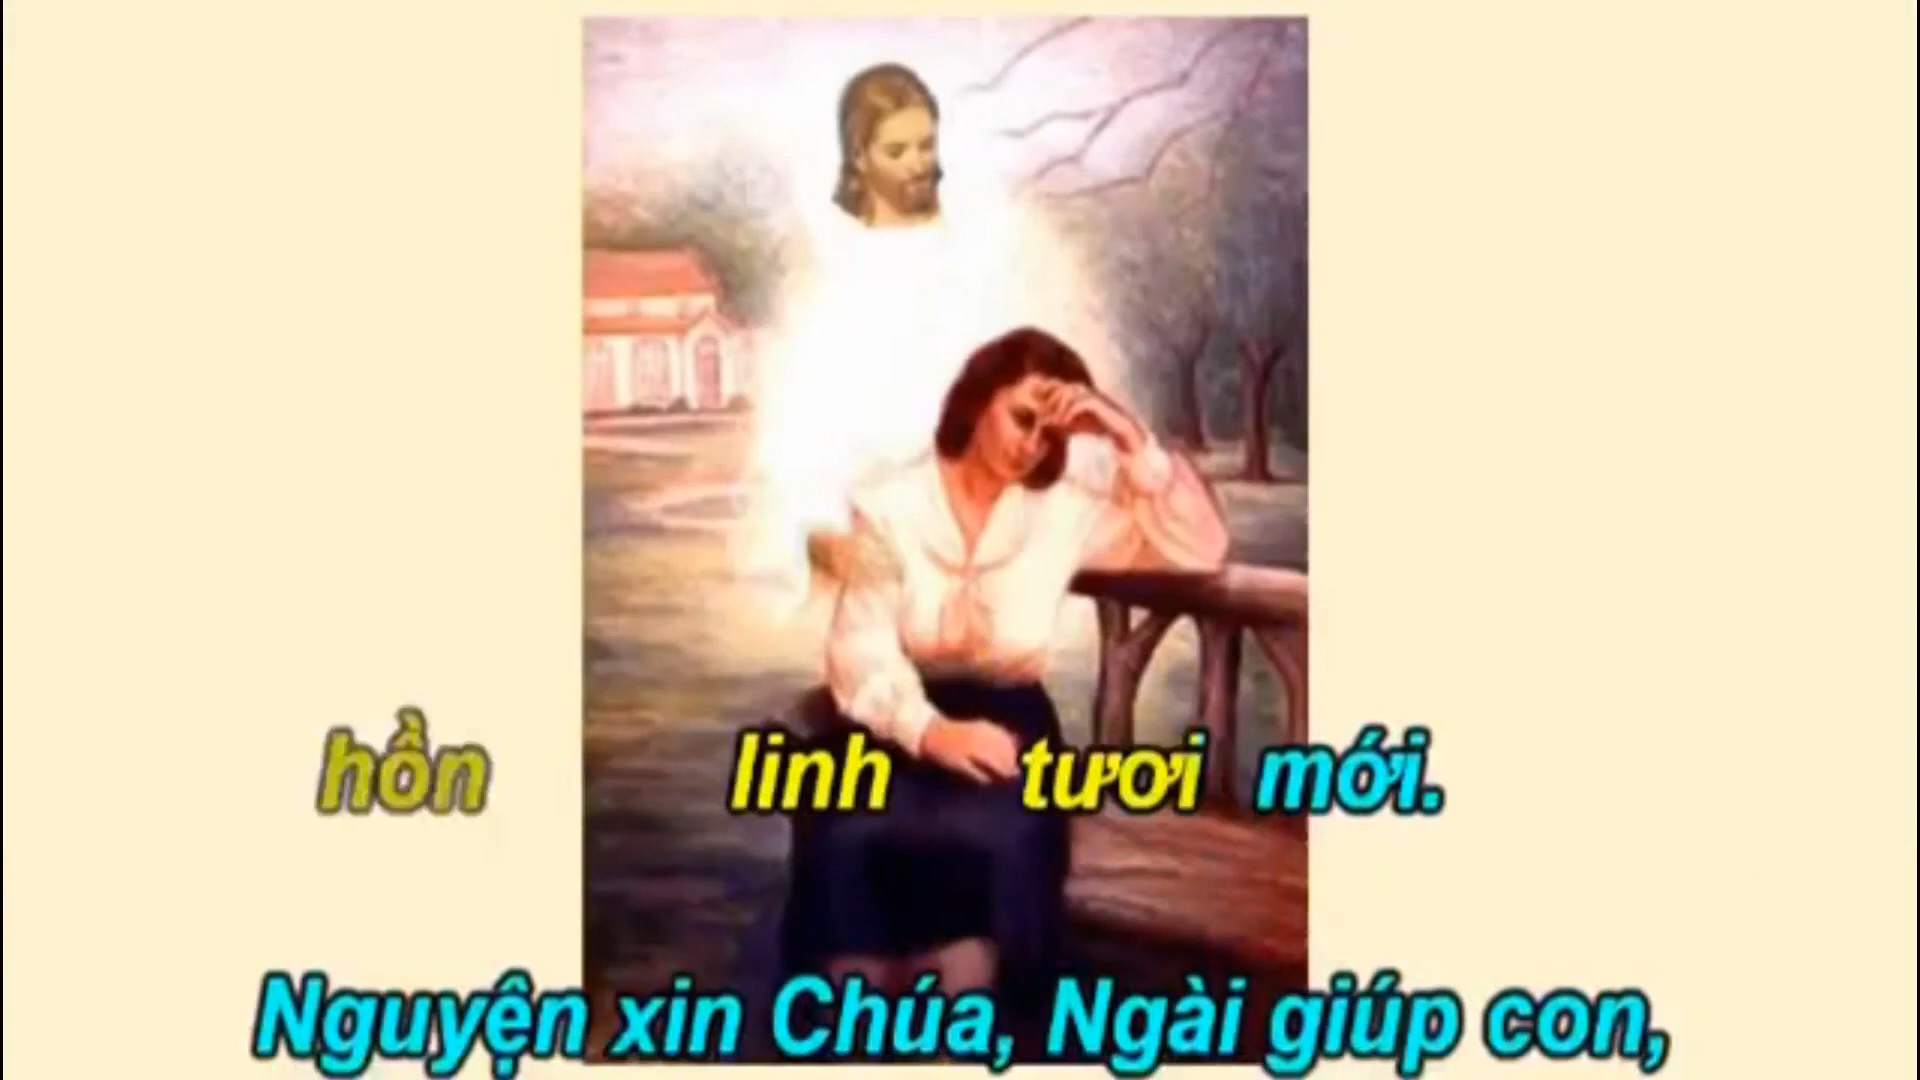 hồn linh tươi mới.
Nguyện xin Chúa, Ngài giúp con,